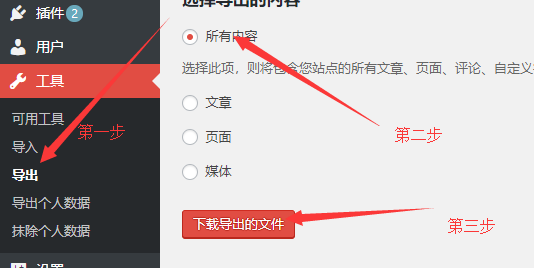 插件 2
用户
工具
可用工具
导入
导出
导出个人数据
抹除个人数据
第一步
选择导出的内容
所有内容
选择此项，则将包含您站点的所有文章、页面、评论、自定义
文章
页面
媒体
下载导出的文件
第二步
第三步